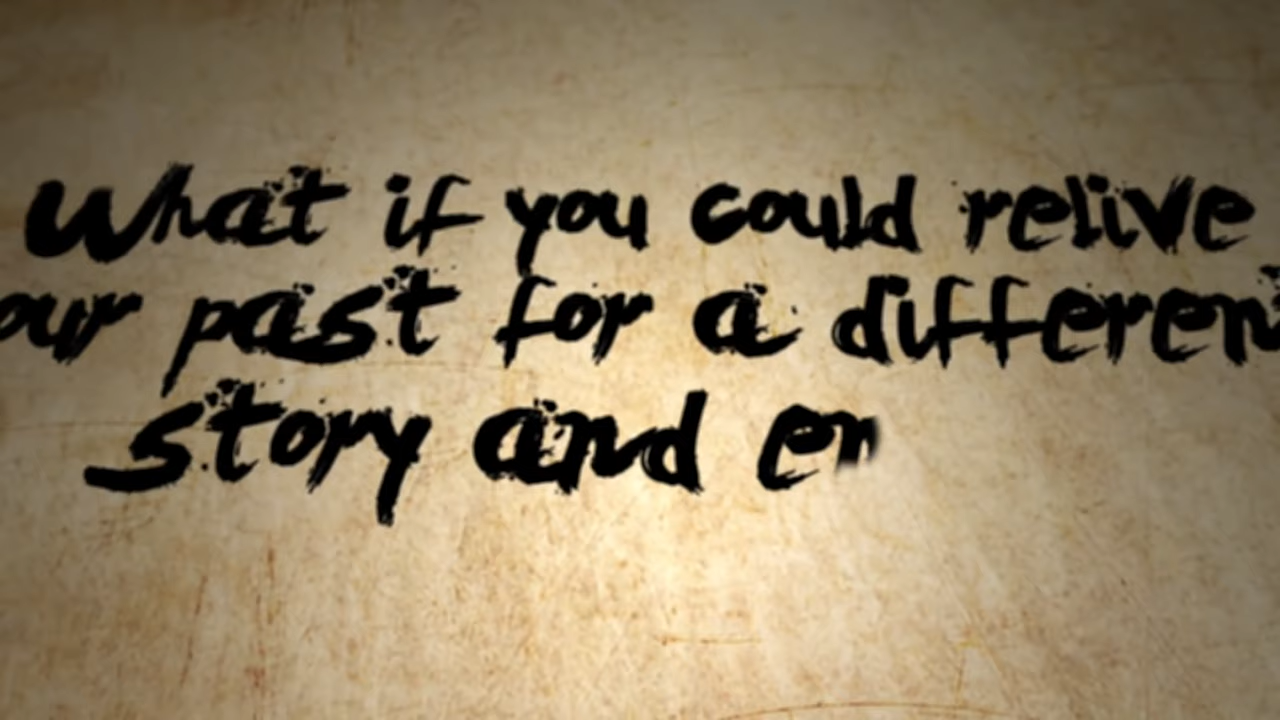 What if you could relive
our past for a differen
story and en